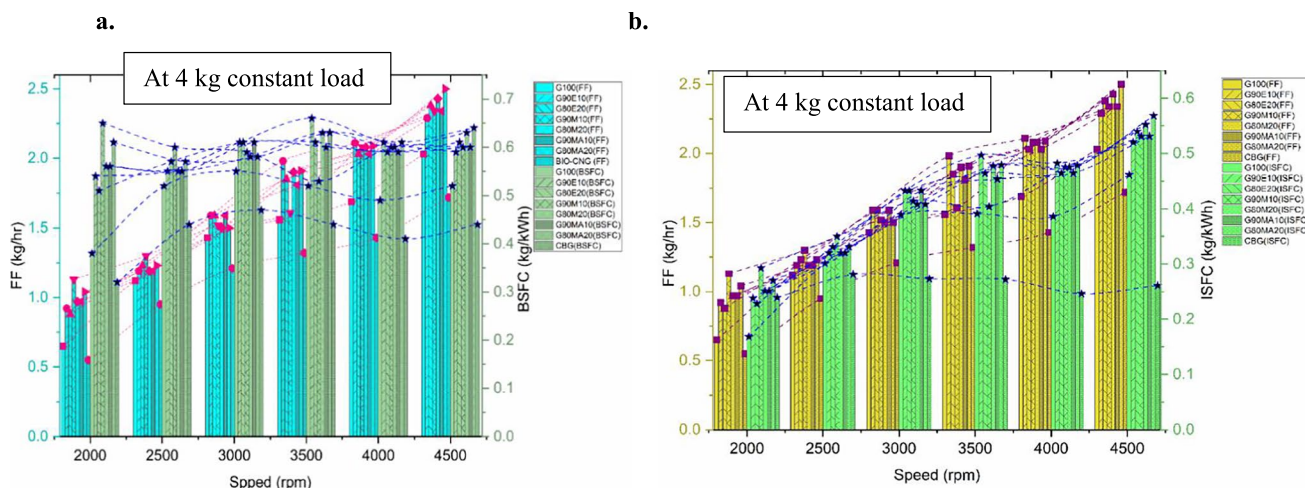 a.
At 4 kg constant load
FF (kg/hr)
2.5
2.0
1.5
1.0
0.5
0.0
2000 2500 3000 3500 4000 4500
Spped (rpm)
BSFC (kg/kWh)
0.7
0.6
0.5
0.4
0.3
0.2
0.1
0.0
G100(FF)
G90E10(FF)
G80E20(FF)
G90M10(FF)
G80M20(FF)
G90MA10(FF)
G80MA20(FF)
BIO-CNG (FF)
G100(BSFC)
G90E10(BSFC)
G80E20(BSFC)
G90M10(BSFC)
G80M20(BSFC)
G90MA10(BSFC)
G80MA20(BSFC)
CBG(BSFC)
b.
At 4 kg constant load
FF (kg/hr)
2.5
2.0
1.5
1.0
0.5
0.0
2000 2500 3000 3500 4000 4500
Speed (rpm)
ISFC (kg/kWh)
0.6
0.5
0.4
0.3
0.2
0.1
0.0
G100(FF)
G90E10(FF)
G80E20(FF)
G90M10(FF)
G80M20(FF)
G90MA10(FF)
G80MA20(FF)
CBG(FF)
G100(ISFC)
G90E10(ISFC)
G80E20(ISFC)
G90M10(ISFC)
G80M20(ISFC)
G90MA10(ISFC)
G80MA20(ISFC)
CBG(ISFC)